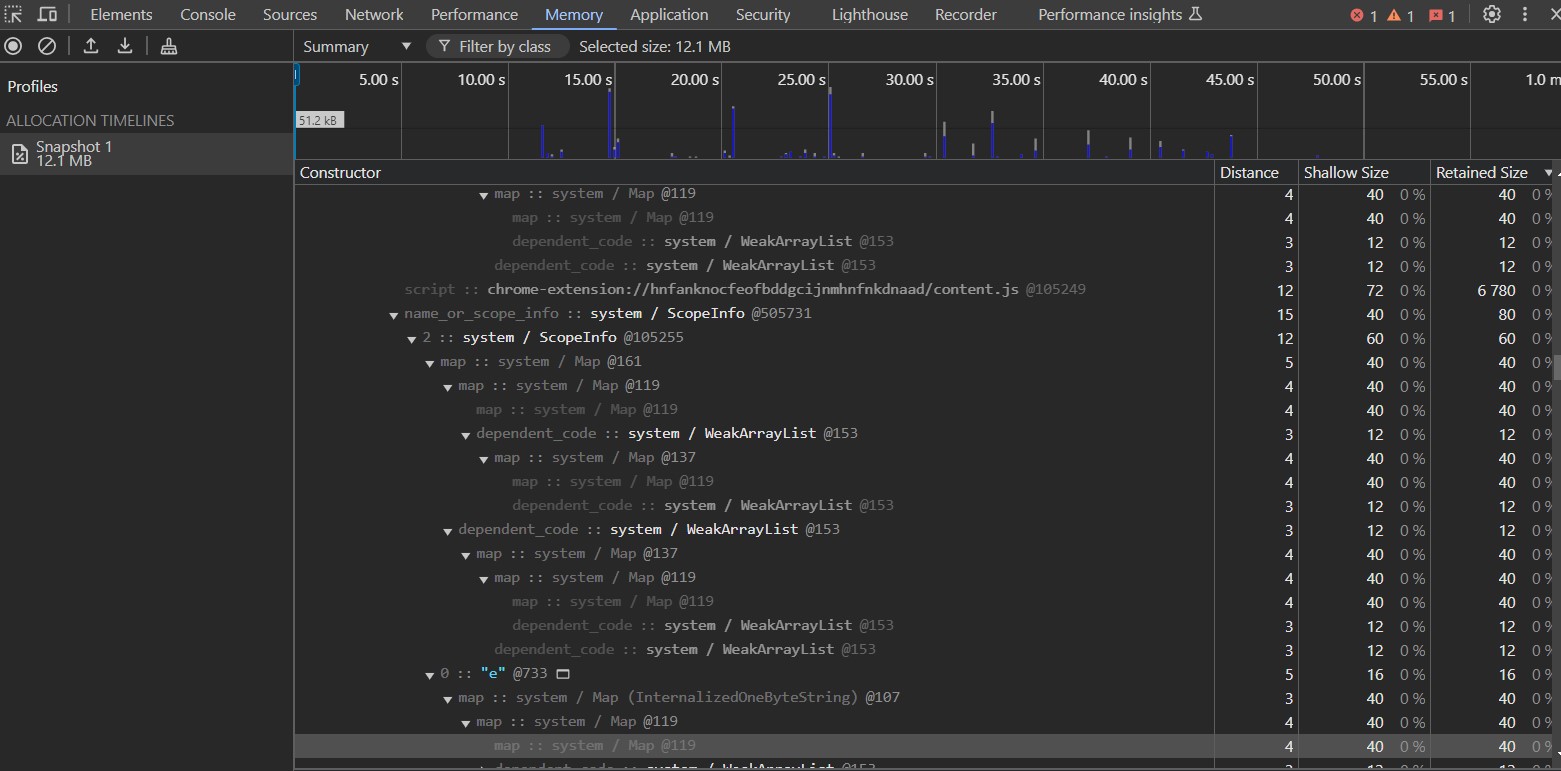 Elements Console Sources Network Performance Memory Application Security Lighthouse Recorder Performance insights 1 1 1
Summary Filter by class Selected size: 12.1 MB
Profiles
ALLOCATION TIMELINES
Snapshot 1
12.1 MB
5.00 s 10.00 s 15.00 s 20.00 s 25.00 s 30.00 s 35.00 s 40.00 s 45.00 s 50.00 s 55.00 s 1.0 m
51.2 kB
Constructor Distance Shallow Size Retained Size
map :: system / Map @119 4 40 0 % 40 0 %
map :: system / Map @119 4 40 0 % 40 0 %
dependent_code :: system / WeakArrayList @153 3 12 0 % 12 0 %
dependent_code :: system / WeakArrayList @153 3 12 0 % 12 0 %
script :: chrome-extension://hnfanknocfeofbddgcijnmhnfnkdnaad/content.js @105249 12 72 0 % 6 780 0 %
name_or_scope_info :: system / ScopeInfo @505731 15 40 0 % 80 0 %
2 :: system / ScopeInfo @105255 12 60 0 % 60 0 %
map :: system / Map @161 5 40 0 % 40 0 %
map :: system / Map @119 4 40 0 % 40 0 %
map :: system / Map @119 4 40 0 % 40 0 %
dependent_code :: system / WeakArrayList @153 3 12 0 % 12 0 %
map :: system / Map @137 4 40 0 % 40 0 %
map :: system / Map @119 4 40 0 % 40 0 %
dependent_code :: system / WeakArrayList @153 3 12 0 % 12 0 %
dependent_code :: system / WeakArrayList @153 3 12 0 % 12 0 %
map :: system / Map @137 4 40 0 % 40 0 %
map :: system / Map @119 4 40 0 % 40 0 %
map :: system / Map @119 4 40 0 % 40 0 %
dependent_code :: system / WeakArrayList @153 3 12 0 % 12 0 %
dependent_code :: system / WeakArrayList @153 3 12 0 % 12 0 %
0 :: "e" @733 5 16 0 % 16 0 %
map :: system / Map (InternalizedOneByteString) @107 3 40 0 % 40 0 %
map :: system / Map @119 4 40 0 % 40 0 %
map :: system / Map @119 4 40 0 % 40 0 %
dependent_code :: system / WeakArrayList @153 3 12 0 % 12 0 %